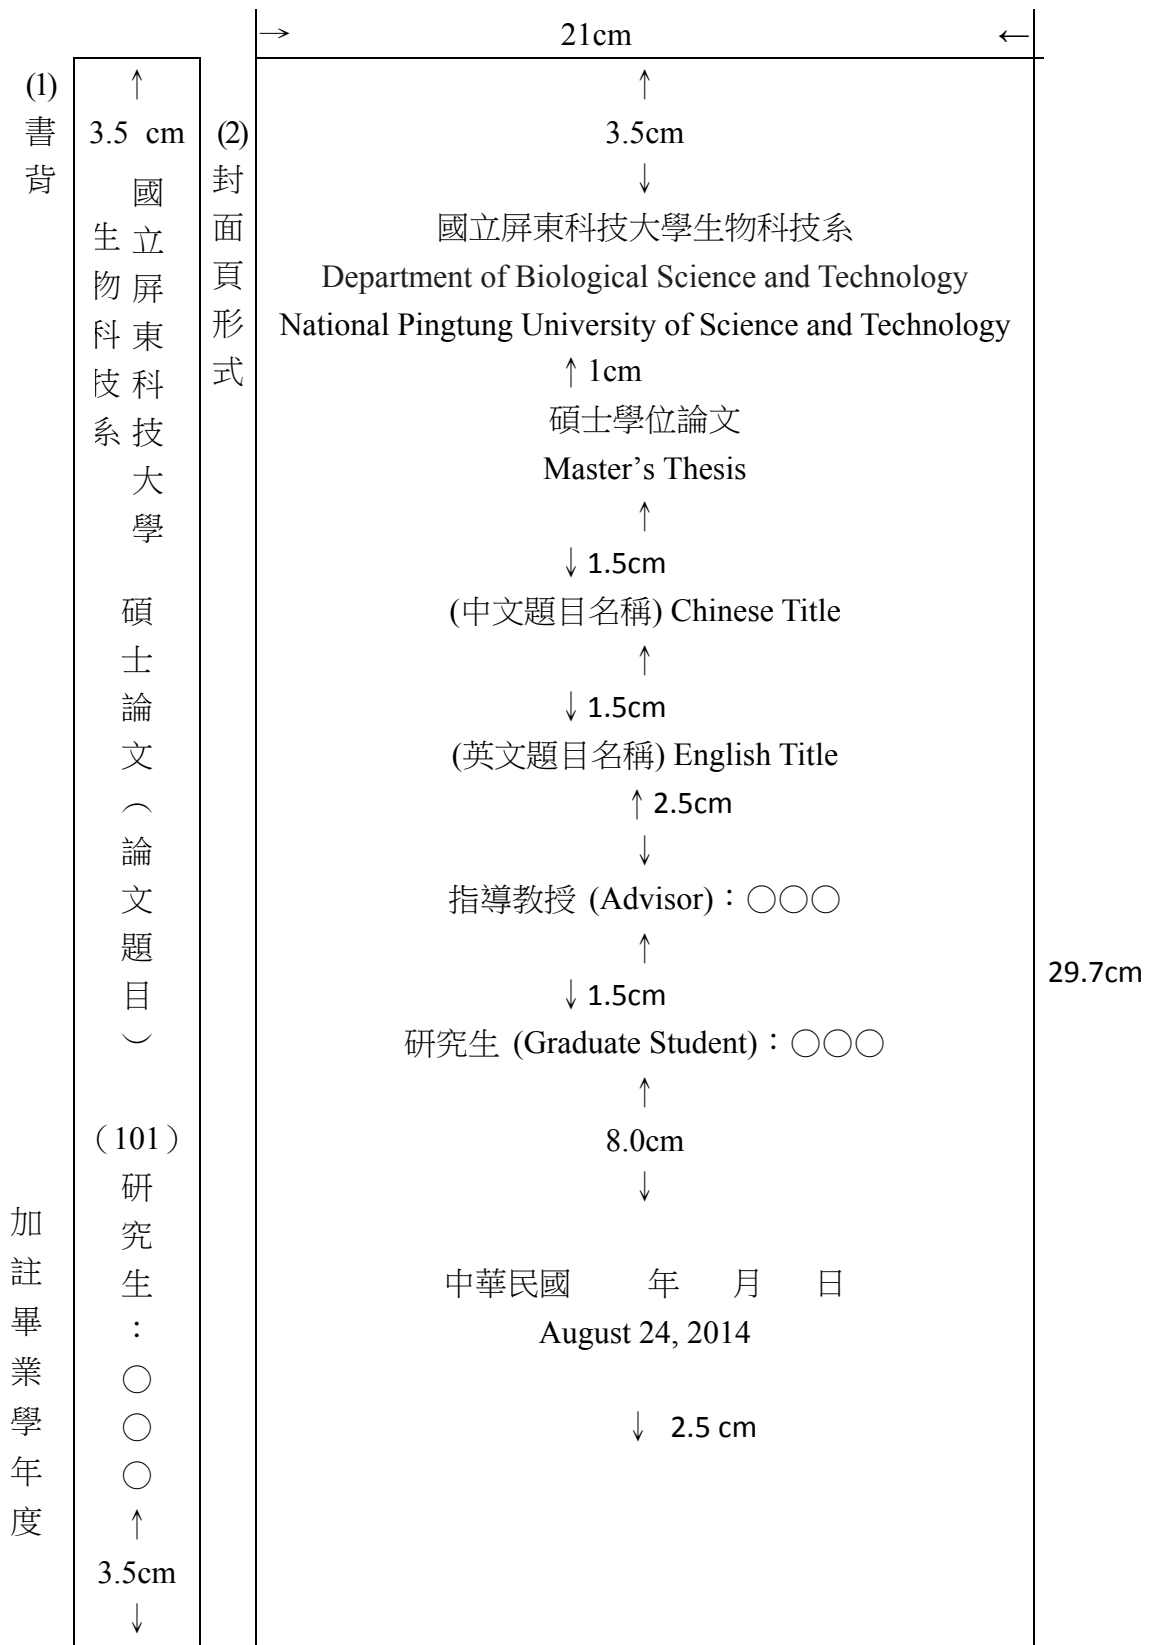 → 21cm ←
(1)書背
↑
3.5 cm
國立屏東科技大學
生物科技系
碩士論文（論文題目）
（101）
研究生：○○○
↑
3.5cm
↓
加註畢業學年度
(2)封面頁形式
↑
3.5cm
↓
國立屏東科技大學生物科技系
Department of Biological Science and Technology
National Pingtung University of Science and Technology
↑ 1cm
碩士學位論文
Master’s Thesis
↑
↓ 1.5cm
(中文題目名稱) Chinese Title
↑
↓ 1.5cm
(英文題目名稱) English Title
↑ 2.5cm
↓
指導教授 (Advisor)：○○○
↑
↓ 1.5cm
研究生 (Graduate Student)：○○○
↑
8.0cm
↓
中華民國 年 月 日
August 24, 2014
↓ 2.5 cm
29.7cm